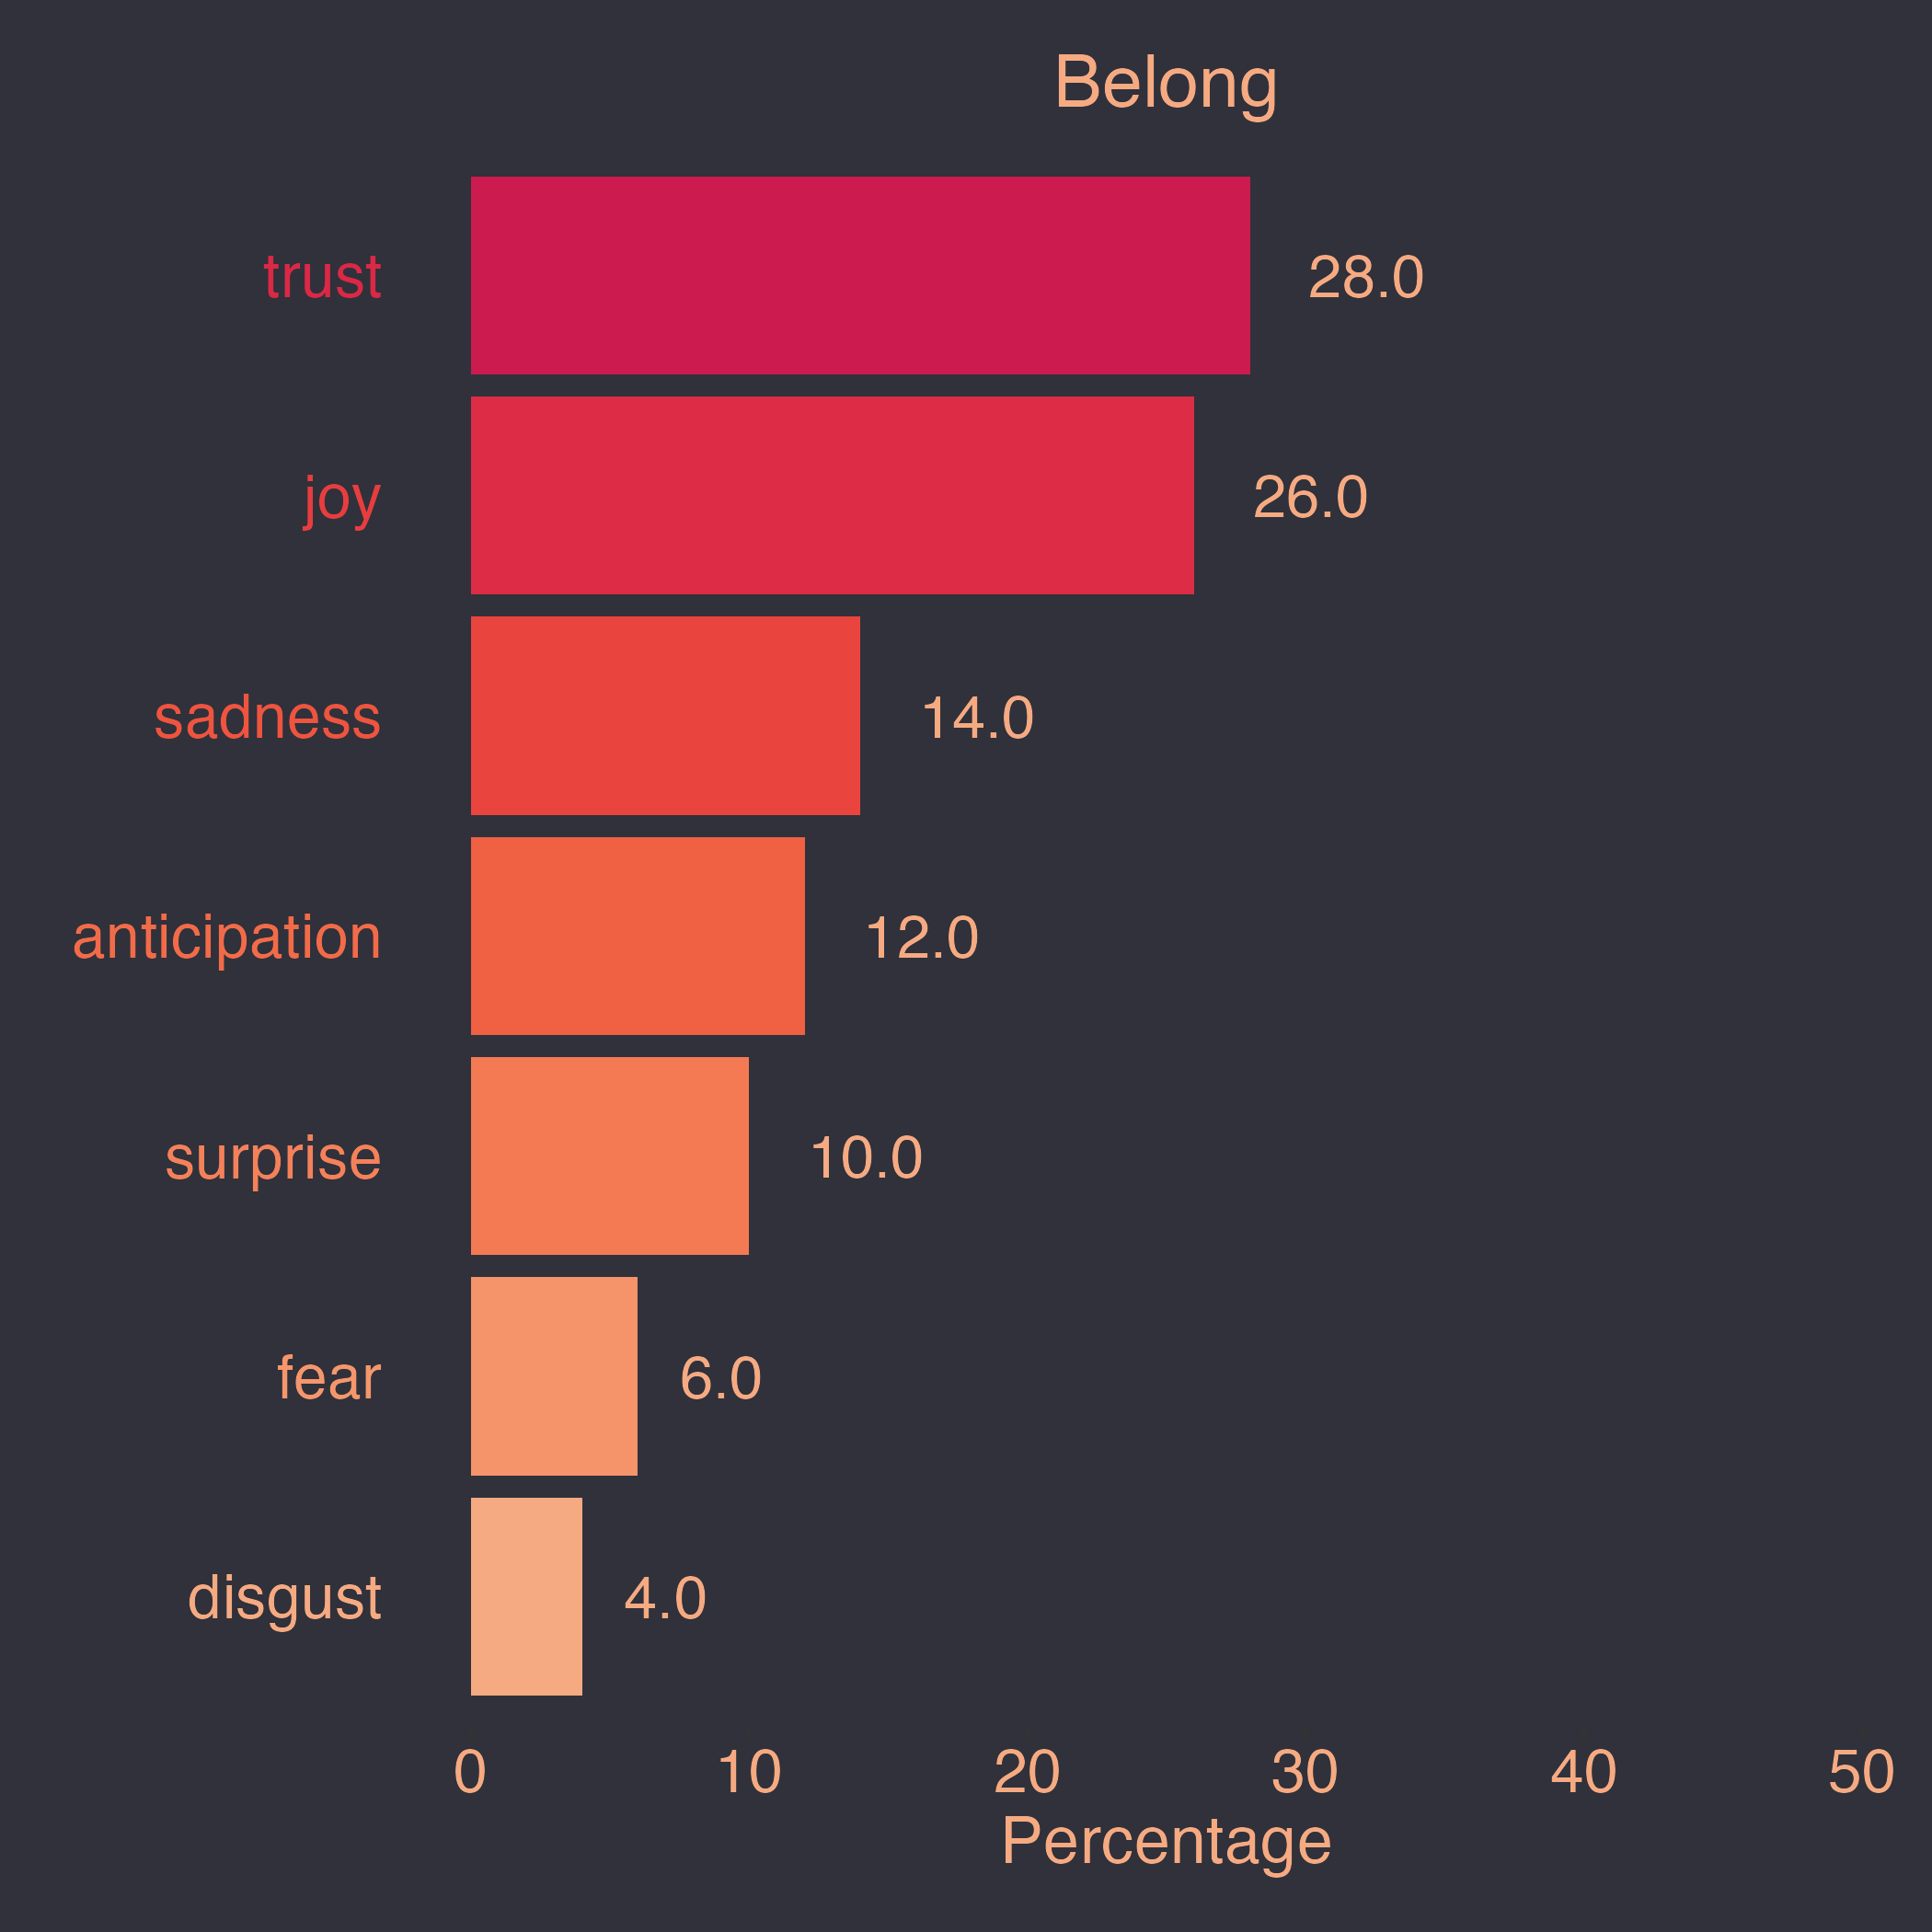 Belong
trust 28.0
joy 26.0
sadness 14.0
anticipation 12.0
surprise 10.0
fear 6.0
disgust 4.0
0 10 20 30 40 50
Percentage